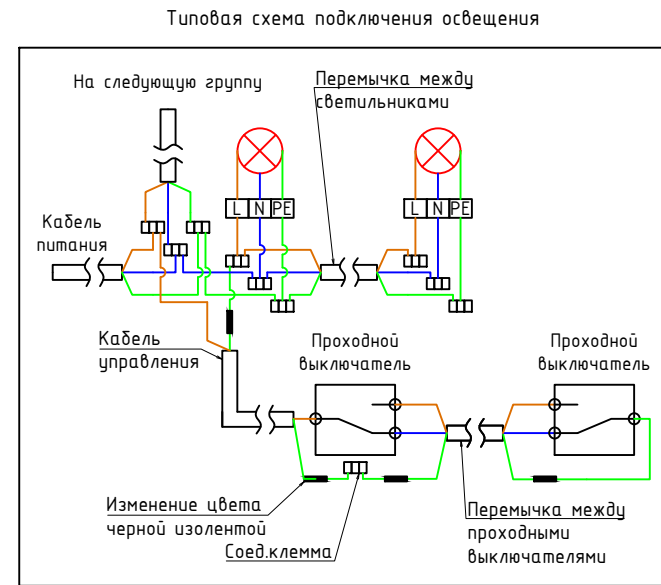 Типовая схема подключения освещения
На следующую группу
Перемычка между
светильниками
L N PE
L N PE
Кабель
питания
Кабель
управления
Проходной
выключатель
Проходной
выключатель
Изменение цвета
черной изолентой
Соед.клемма
Перемычка между
проходными
выключателями